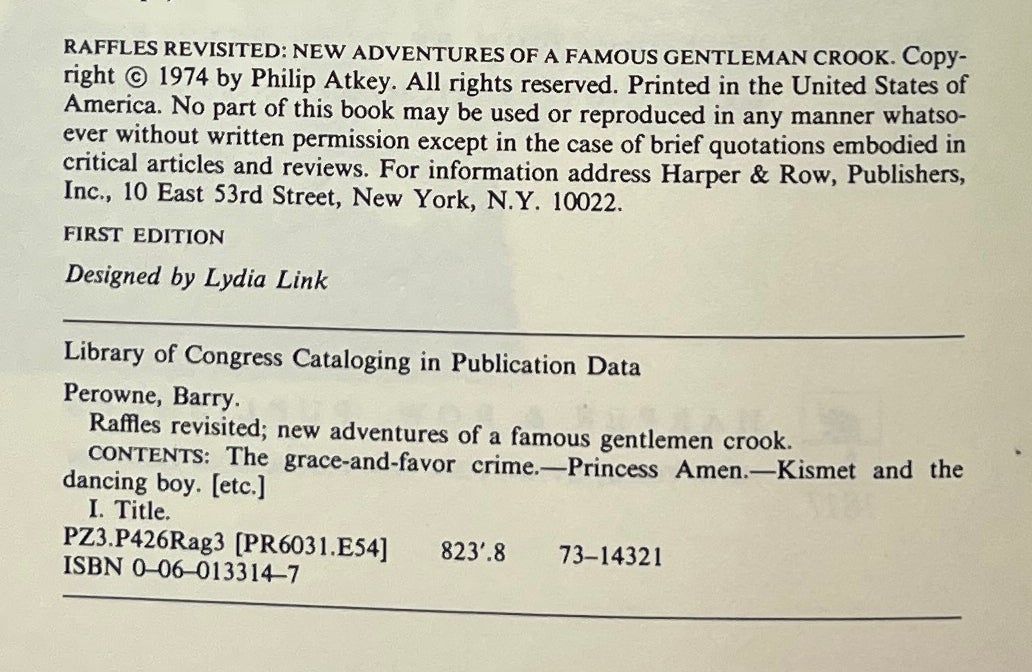 RAFFLES REVISITED: NEW ADVENTURES OF A FAMOUS GENTLEMAN CROOK. Copy-
right © 1974 by Philip Atkey. All rights reserved. Printed in the United States of
America. No part of this book may be used or reproduced in any manner whatso-
ever without written permission except in the case of brief quotations embodied in
critical articles and reviews. For information address Harper & Row, Publishers,
Inc., 10 East 53rd Street, New York, N.Y. 10022.
FIRST EDITION
Designed by Lydia Link
Library of Congress Cataloging in Publication Data
Perowne, Barry.
Raffles revisited; new adventures of a famous gentlemen crook.
CONTENTS: The grace-and-favor crime.—Princess Amen.—Kismet and the
dancing boy. [etc.]
I. Title.
PZ3.P426Rag3 [PR6031.E54] 823'.8 73–14321
ISBN 0–06–013314–7